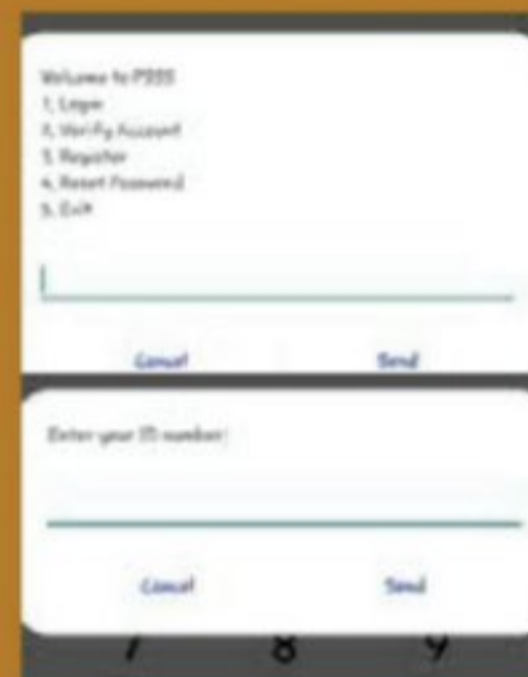 Welcome to
1. Login
2. Verify Account
3. Register
4. Reset Password
5. Exit
Cancel Send
Enter your ID number:
Cancel Send
7 8 9